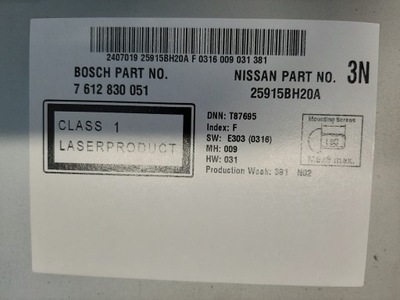 2407019 25915BH20A F 0316 009 031 381
BOSCH PART NO.
7 612 830 051
NISSAN PART NO. 3N
25915BH20A
CLASS 1
LASERPRODUCT
DNN: T87695
Index: F
SW: E303 (0316)
MH: 009
HW: 031
Production Week: 381 N02
Mounting Screws
max.